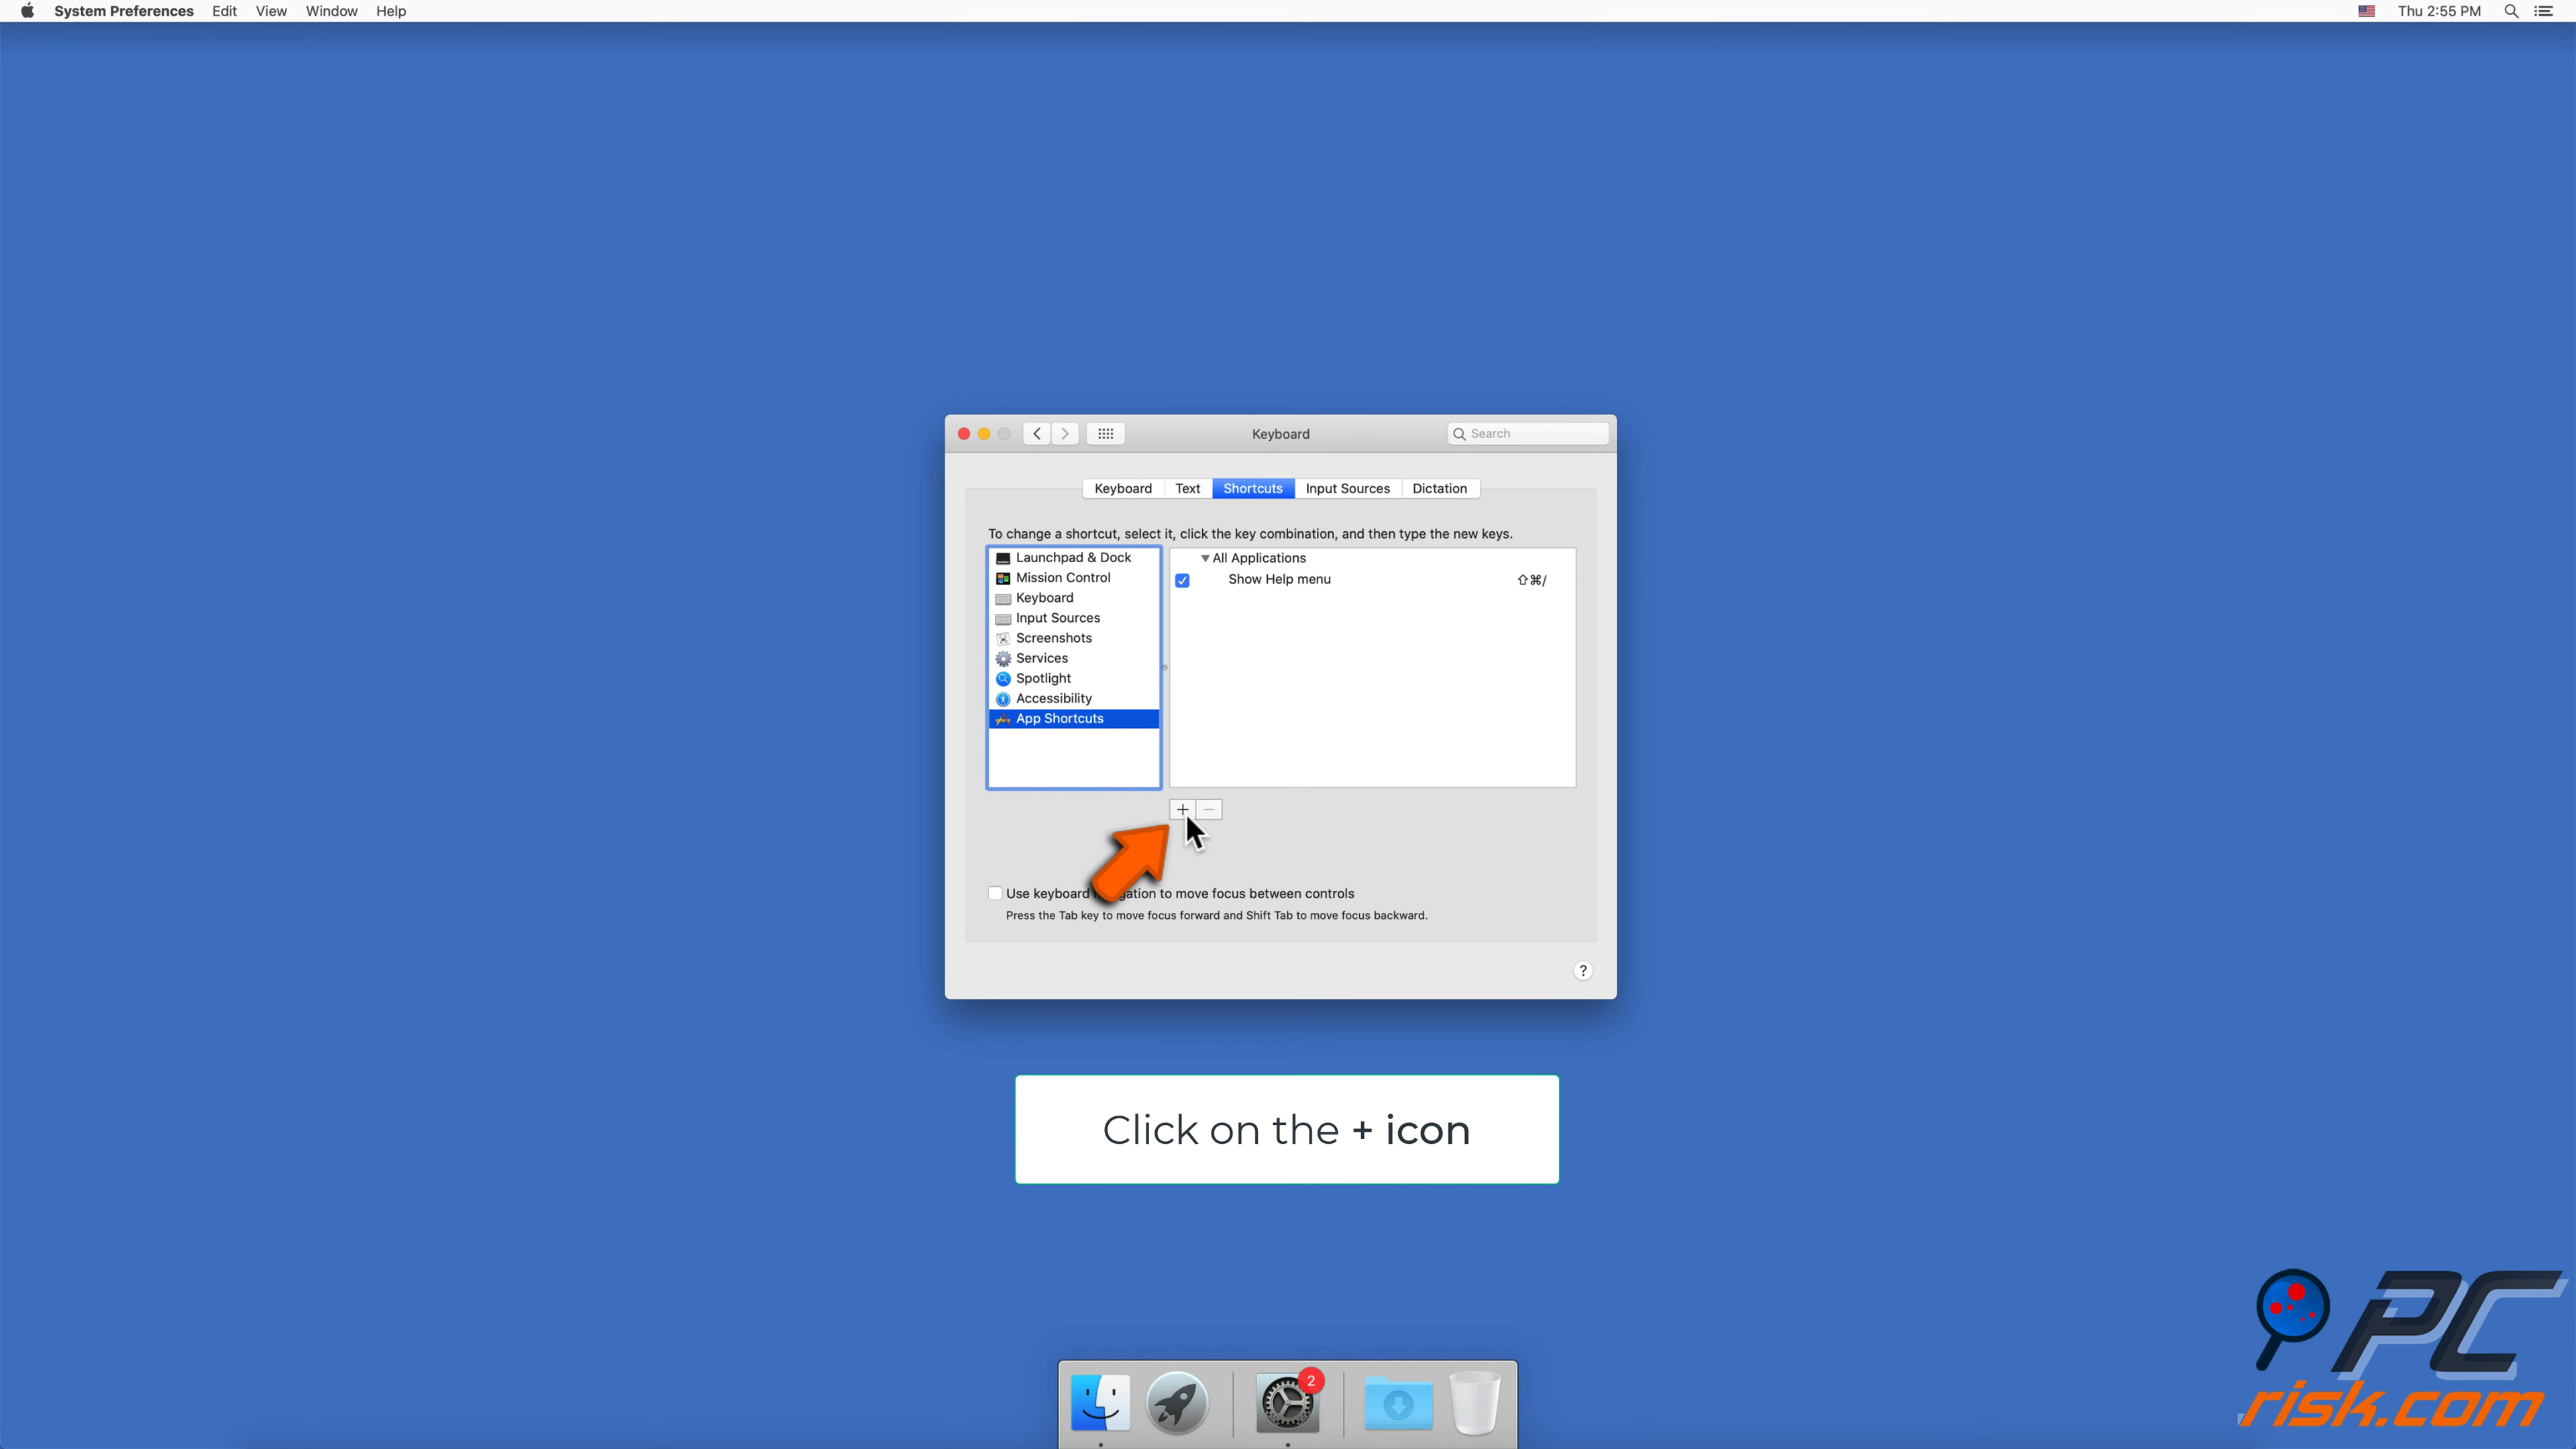 System Preferences Edit View Window Help Thu 2:55 PM
Keyboard Search
Keyboard Text Shortcuts Input Sources Dictation
To change a shortcut, select it, click the key combination, and then type the new keys.
Launchpad & Dock
Mission Control
Keyboard
Input Sources
Screenshots
Services
Spotlight
Accessibility
App Shortcuts
All Applications
Show Help menu ⇧⌘/
+ −
Use keyboard gation to move focus between controls
Press the Tab key to move focus forward and Shift Tab to move focus backward.
?
Click on the + icon
2
PC
risk.com